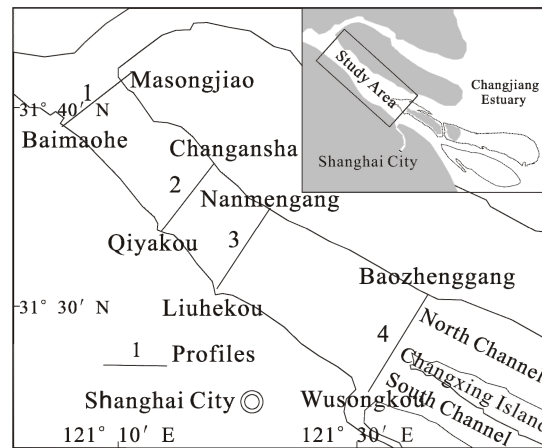 Changjiang
Estuary
Study Area
Shanghai City
Masongjiao
1
31° 40′ N
Baimaohe
Changansha
2
Nanmengang
3
Qiyakou
Baozhenggang
31° 30′ N
Liuhekou
North Channel
4
1 Profiles
Changxing Island
South Channel
Shanghai City
Wusongkou
121° 10′ E
121° 30′ E